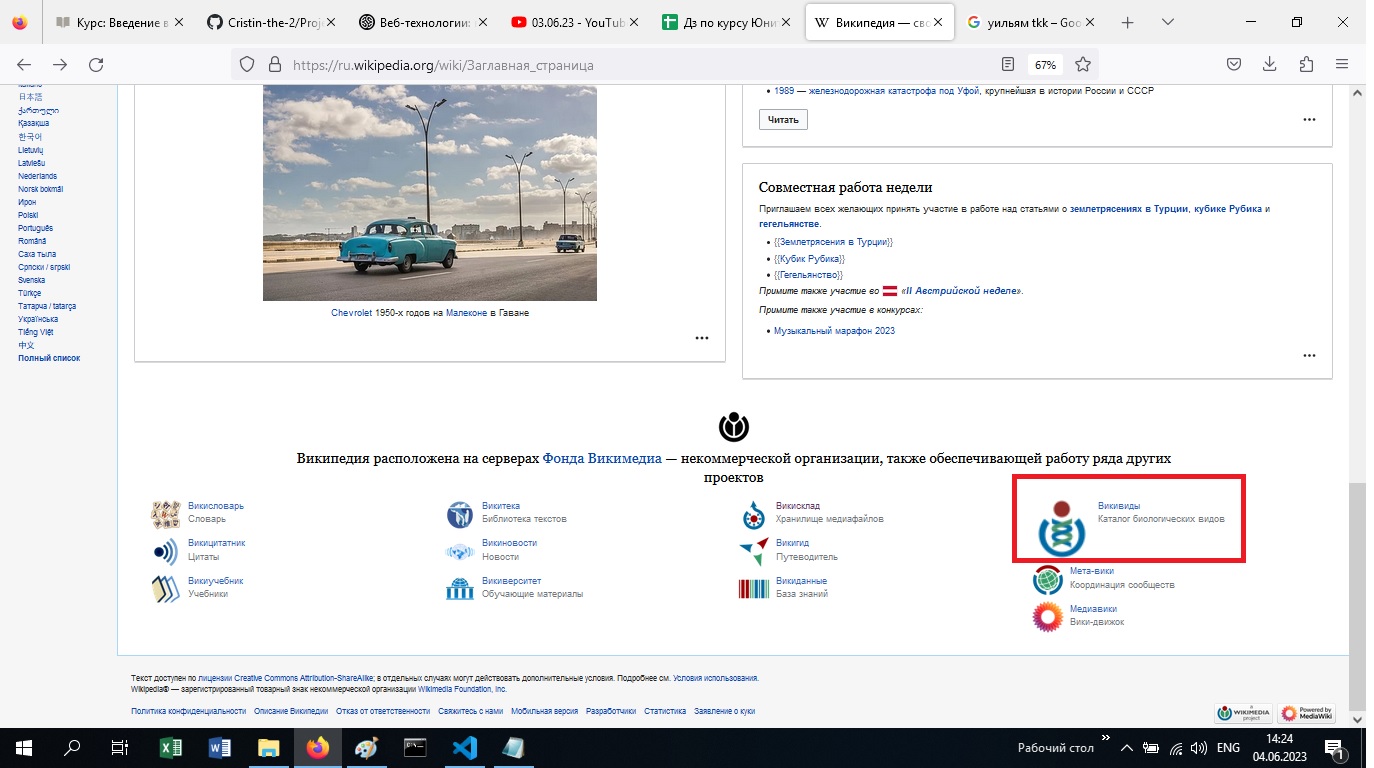 Курс: Введение в
Cristin-the-2/Proje
Веб-технологии:
03.06.23 - YouTube
Дз по курсу Юни
Википедия — сво
уильям tkk – Goo
https://ru.wikipedia.org/wiki/Заглавная_страница
67%
Italiano
日本語
ქართული
Қазақша
한국어
Lietuvių
Latviešu
Nederlands
Norsk bokmål
Ирон
Polski
Português
Română
Саха тыла
Српски / srpski
Svenska
Türkçe
Татарча / tatarça
Українська
Tiếng Việt
中文
Полный список
Chevrolet 1950-х годов на Малеконе в Гаване
1989 — железнодорожная катастрофа под Уфой, крупнейшая в истории России и СССР
Читать
Совместная работа недели
Приглашаем всех желающих принять участие в работе над статьями о землетрясениях в Турции, кубике Рубика и
гегельянстве.
{{Землетрясения в Турции}}
{{Кубик Рубика}}
{{Гегельянство}}
Примите также участие во «II Австрийской неделе».
Примите также участие в конкурсах:
Музыкальный марафон 2023
Википедия расположена на серверах Фонда Викимедиа — некоммерческой организации, также обеспечивающей работу ряда других
проектов
Викисловарь
Словарь
Викицитатник
Цитаты
Викиучебник
Учебники
Викитека
Библиотека текстов
Викиновости
Новости
Викиверситет
Обучающие материалы
Викисклад
Хранилище медиафайлов
Викигид
Путеводитель
Викиданные
База знаний
Викивиды
Каталог биологических видов
Мета-вики
Координация сообществ
Медиавики
Вики-движок
Текст доступен по лицензии Creative Commons Attribution-ShareAlike; в отдельных случаях могут действовать дополнительные условия. Подробнее см. Условия использования.
Wikipedia® — зарегистрированный товарный знак некоммерческой организации Wikimedia Foundation, Inc.
Политика конфиденциальности Описание Википедии Отказ от ответственности Свяжитесь с нами Мобильная версия Разработчики Статистика Заявление о куки
A
WIKIMEDIA
project
Powered by
MediaWiki
Рабочий стол
ENG
14:24
04.06.2023
1